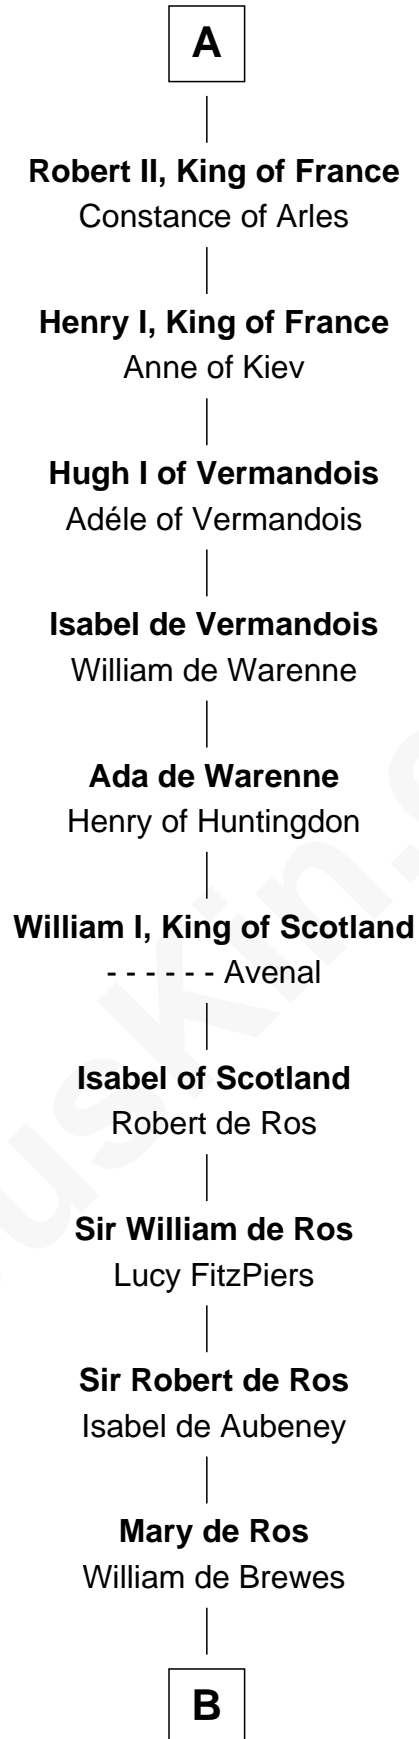 A
Robert II, King of France
Constance of Arles
Henry I, King of France
Anne of Kiev
Hugh I of Vermandois
Adéle of Vermandois
Isabel de Vermandois
William de Warenne
Ada de Warenne
Henry of Huntingdon
William I, King of Scotland
- - - - - - Avenal
Isabel of Scotland
Robert de Ros
Sir William de Ros
Lucy FitzPiers
Sir Robert de Ros
Isabel de Aubeney
Mary de Ros
William de Brewes
B